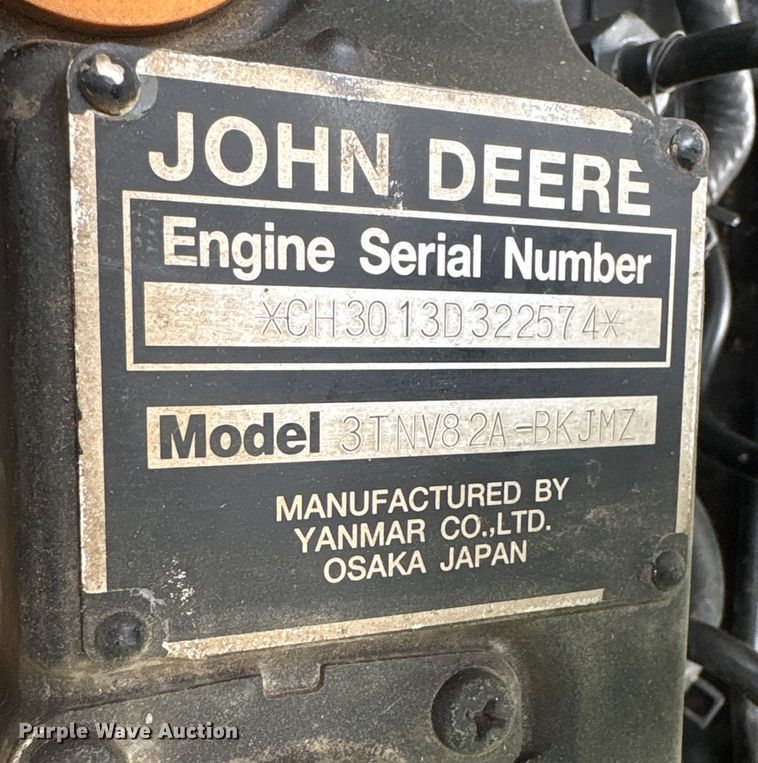 JOHN DEERE
Engine Serial Number
*CH3013D322574*
Model 3TNV82A-BKJMZ
MANUFACTURED BY
YANMAR CO.,LTD.
OSAKA JAPAN
Purple Wave Auction